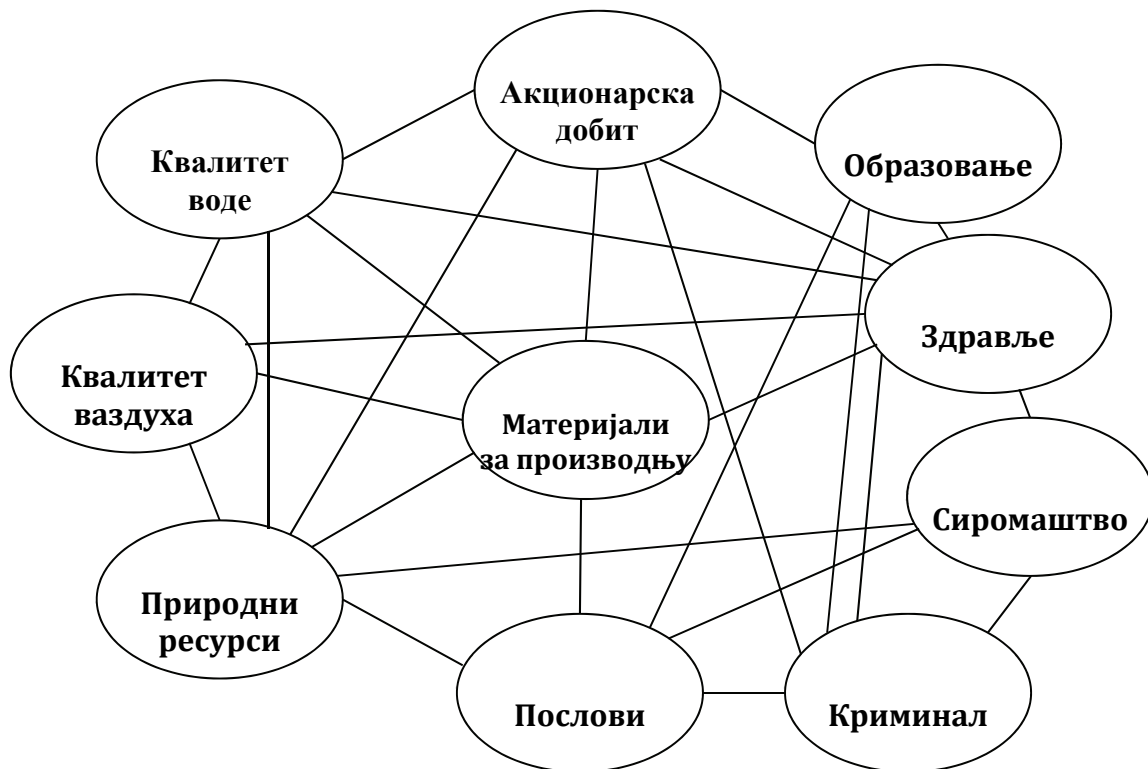 Акционарска
добит
Квалитет
воде
Образовање
Здравље
Квалитет
ваздуха
Материјали
за производњу
Сиромаштво
Природни
ресурси
Послови
Криминал